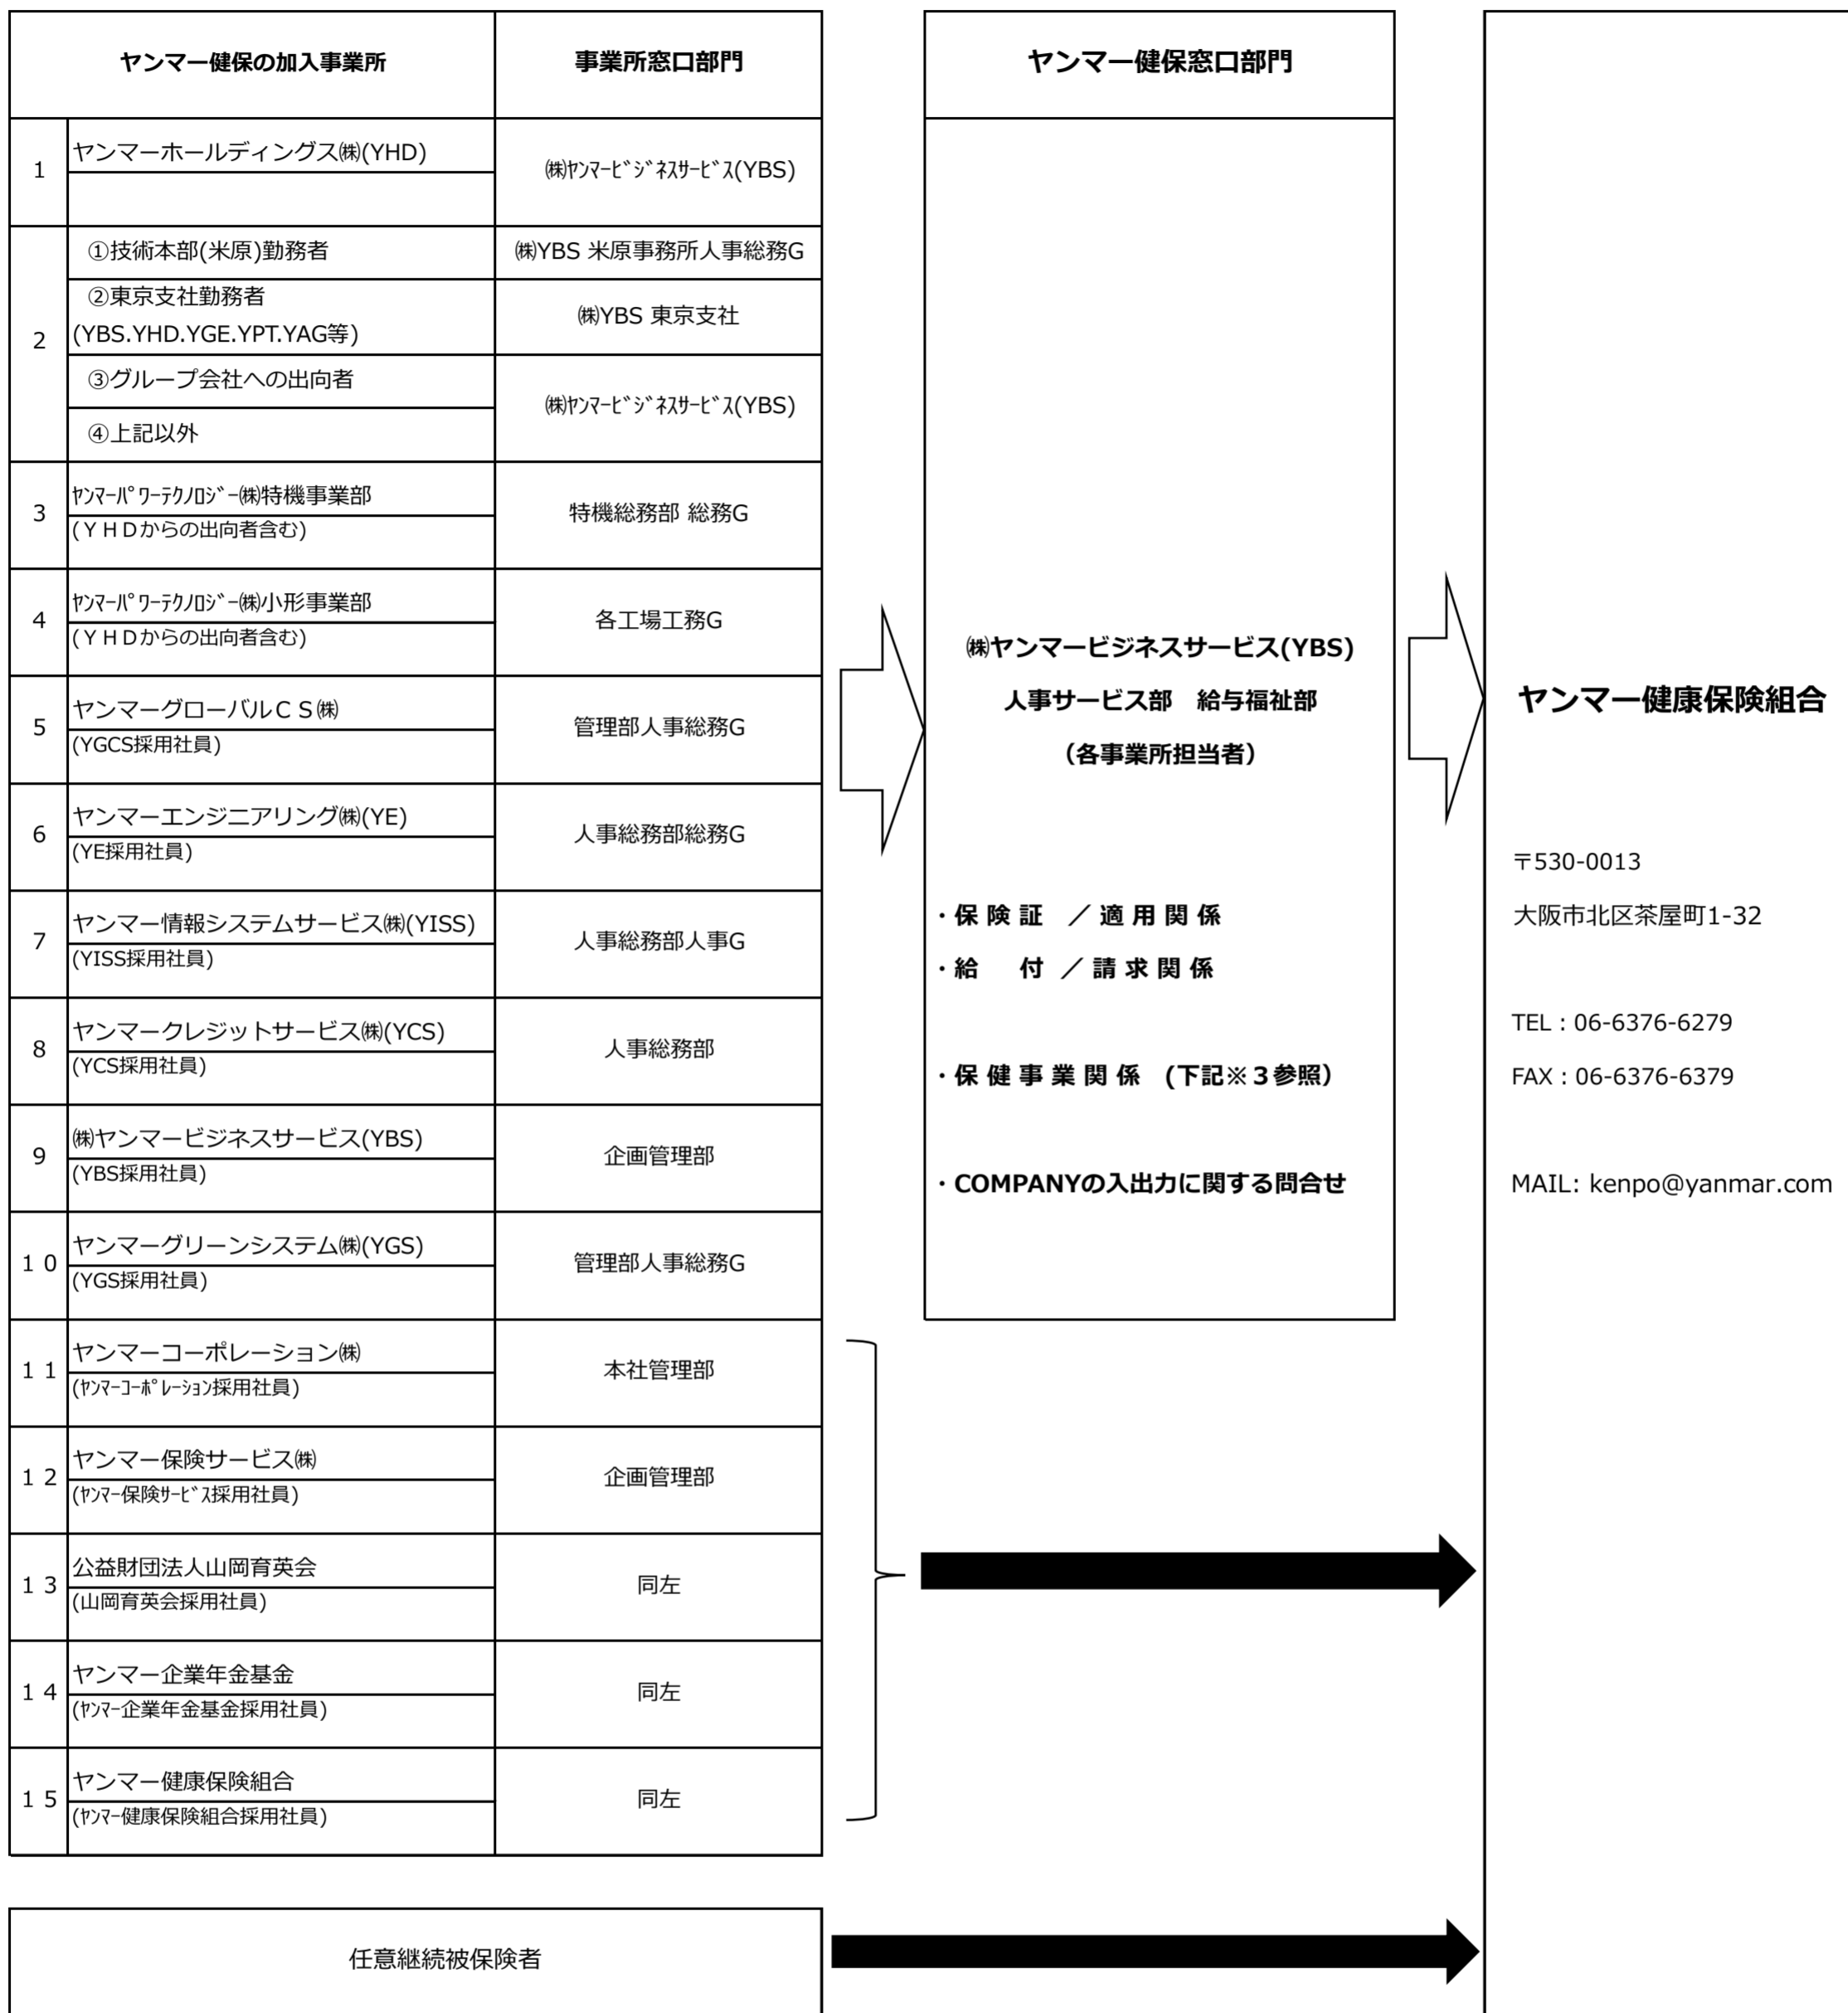 ヤンマー健保の加入事業所
事業所窓口部門
1
ヤンマーホールディングス㈱(YHD)
㈱ﾔﾝﾏｰﾋﾞｼﾞﾈｽｻｰﾋﾞｽ(YBS)
2
①技術本部(米原)勤務者
㈱YBS 米原事務所人事総務G
②東京支社勤務者
(YBS.YHD.YGE.YPT.YAG等)
㈱YBS 東京支社
③グループ会社への出向者
㈱ﾔﾝﾏｰﾋﾞｼﾞﾈｽｻｰﾋﾞｽ(YBS)
④上記以外
3
ﾔﾝﾏｰﾊﾟﾜｰﾃｸﾉﾛｼﾞｰ㈱特機事業部
(ＹＨＤからの出向者含む)
特機総務部 総務G
4
ﾔﾝﾏｰﾊﾟﾜｰﾃｸﾉﾛｼﾞｰ㈱小形事業部
(ＹＨＤからの出向者含む)
各工場工務G
5
ヤンマーグローバルＣＳ㈱
(YGCS採用社員)
管理部人事総務G
6
ヤンマーエンジニアリング㈱(YE)
(YE採用社員)
人事総務部総務G
7
ヤンマー情報システムサービス㈱(YISS)
(YISS採用社員)
人事総務部人事G
8
ヤンマークレジットサービス㈱(YCS)
(YCS採用社員)
人事総務部
9
㈱ヤンマービジネスサービス(YBS)
(YBS採用社員)
企画管理部
１０
ヤンマーグリーンシステム㈱(YGS)
(YGS採用社員)
管理部人事総務G
１１
ヤンマーコーポレーション㈱
(ﾔﾝﾏｰｺｰﾎﾟﾚｰｼｮﾝ採用社員)
本社管理部
１２
ヤンマー保険サービス㈱
(ﾔﾝﾏｰ保険ｻｰﾋﾞｽ採用社員)
企画管理部
１３
公益財団法人山岡育英会
(山岡育英会採用社員)
同左
１４
ヤンマー企業年金基金
(ﾔﾝﾏｰ企業年金基金採用社員)
同左
１５
ヤンマー健康保険組合
(ﾔﾝﾏｰ健康保険組合採用社員)
同左
任意継続被保険者
ヤンマー健保窓口部門
㈱ヤンマービジネスサービス(YBS)
人事サービス部　給与福祉部
（各事業所担当者）
・保 険 証　／ 適 用 関 係
・給　　付 ／ 請 求 関 係
・保 健 事 業 関 係　(下記※３参照）
・COMPANYの入出力に関する問合せ
ヤンマー健康保険組合
〒530-0013
大阪市北区茶屋町1-32
TEL：06-6376-6279
FAX：06-6376-6379
MAIL: kenpo@yanmar.com